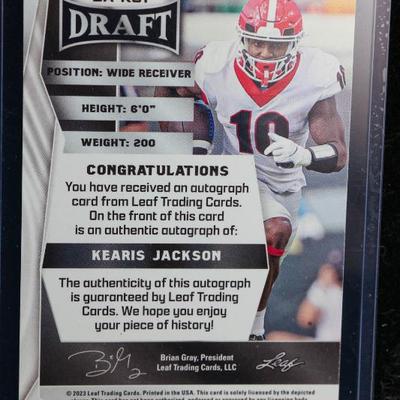 DRAFT
POSITION: WIDE RECEIVER
HEIGHT: 6'0"
WEIGHT: 200
10
CONGRATULATIONS
You have received an autograph
card from Leaf Trading Cards.
On the front of this card
is an authentic autograph of:
KEARIS JACKSON
The authenticity of this autograph
is guaranteed by Leaf Trading
Cards. We hope you enjoy
your piece of history!
Brian Gray, President
Leaf Trading Cards, LLC
Leaf
© 2023 Leaf Trading Cards. Printed in the USA. This card is solely licensed by the depicted